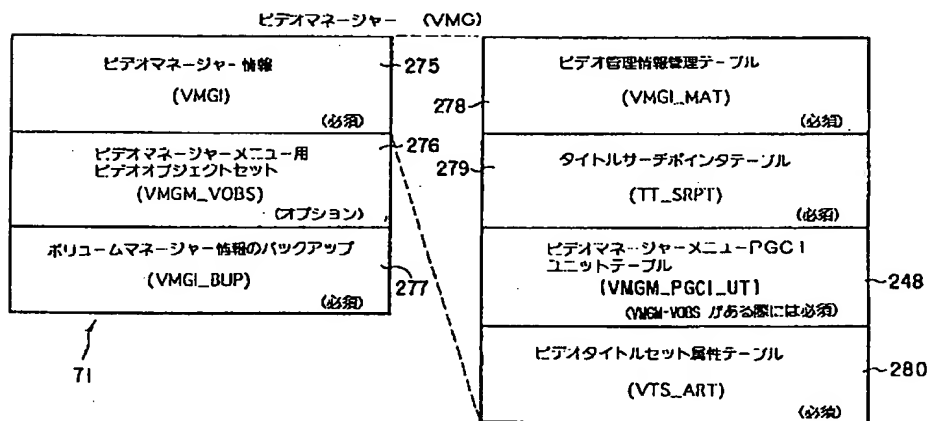 ビデオマネージャー (VMG)
ビデオマネージャー情報
(VMGI)
(必須)
275
ビデオマネージャーメニュー用
ビデオオブジェクトセット
(VMGM_VOBS)
(オプション)
276
ボリュームマネージャー情報のバックアップ
(VMGI_BUP)
(必須)
277
71
ビデオ管理情報管理テーブル
(VMGI_MAT)
(必須)
278
タイトルサーチポインタテーブル
(TT_SRPT)
(必須)
279
ビデオマネージャーメニューPGCI
ユニットテーブル
(VMGM_PGCI_UT)
(VMGM-VOBS がある際には必須)
248
ビデオタイトルセット属性テーブル
(VTS_ART)
(必須)
280